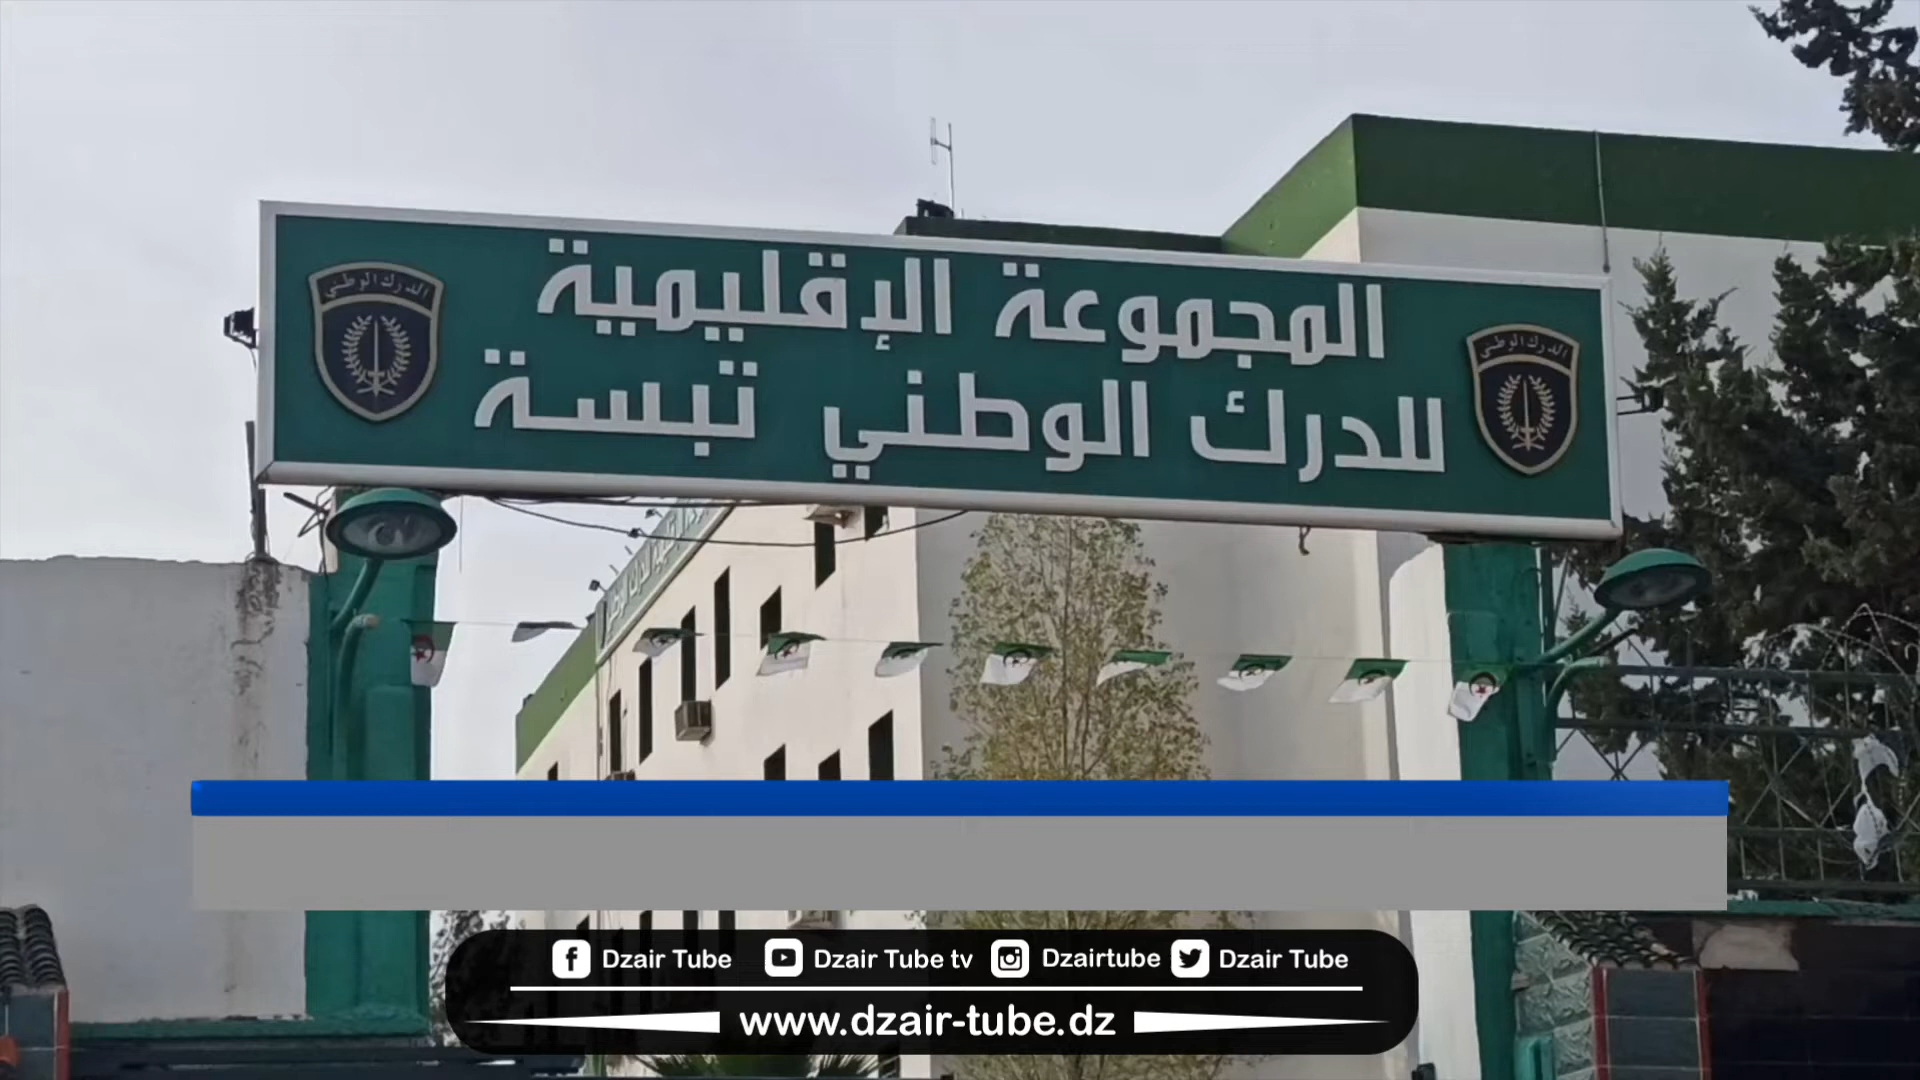 المجموعة الإقليمية
للدرك الوطني تبسة
الدرك الوطني
الدرك الوطني
Dzair Tube
Dzair Tube tv
Dzairtube
Dzair Tube
www.dzair-tube.dz